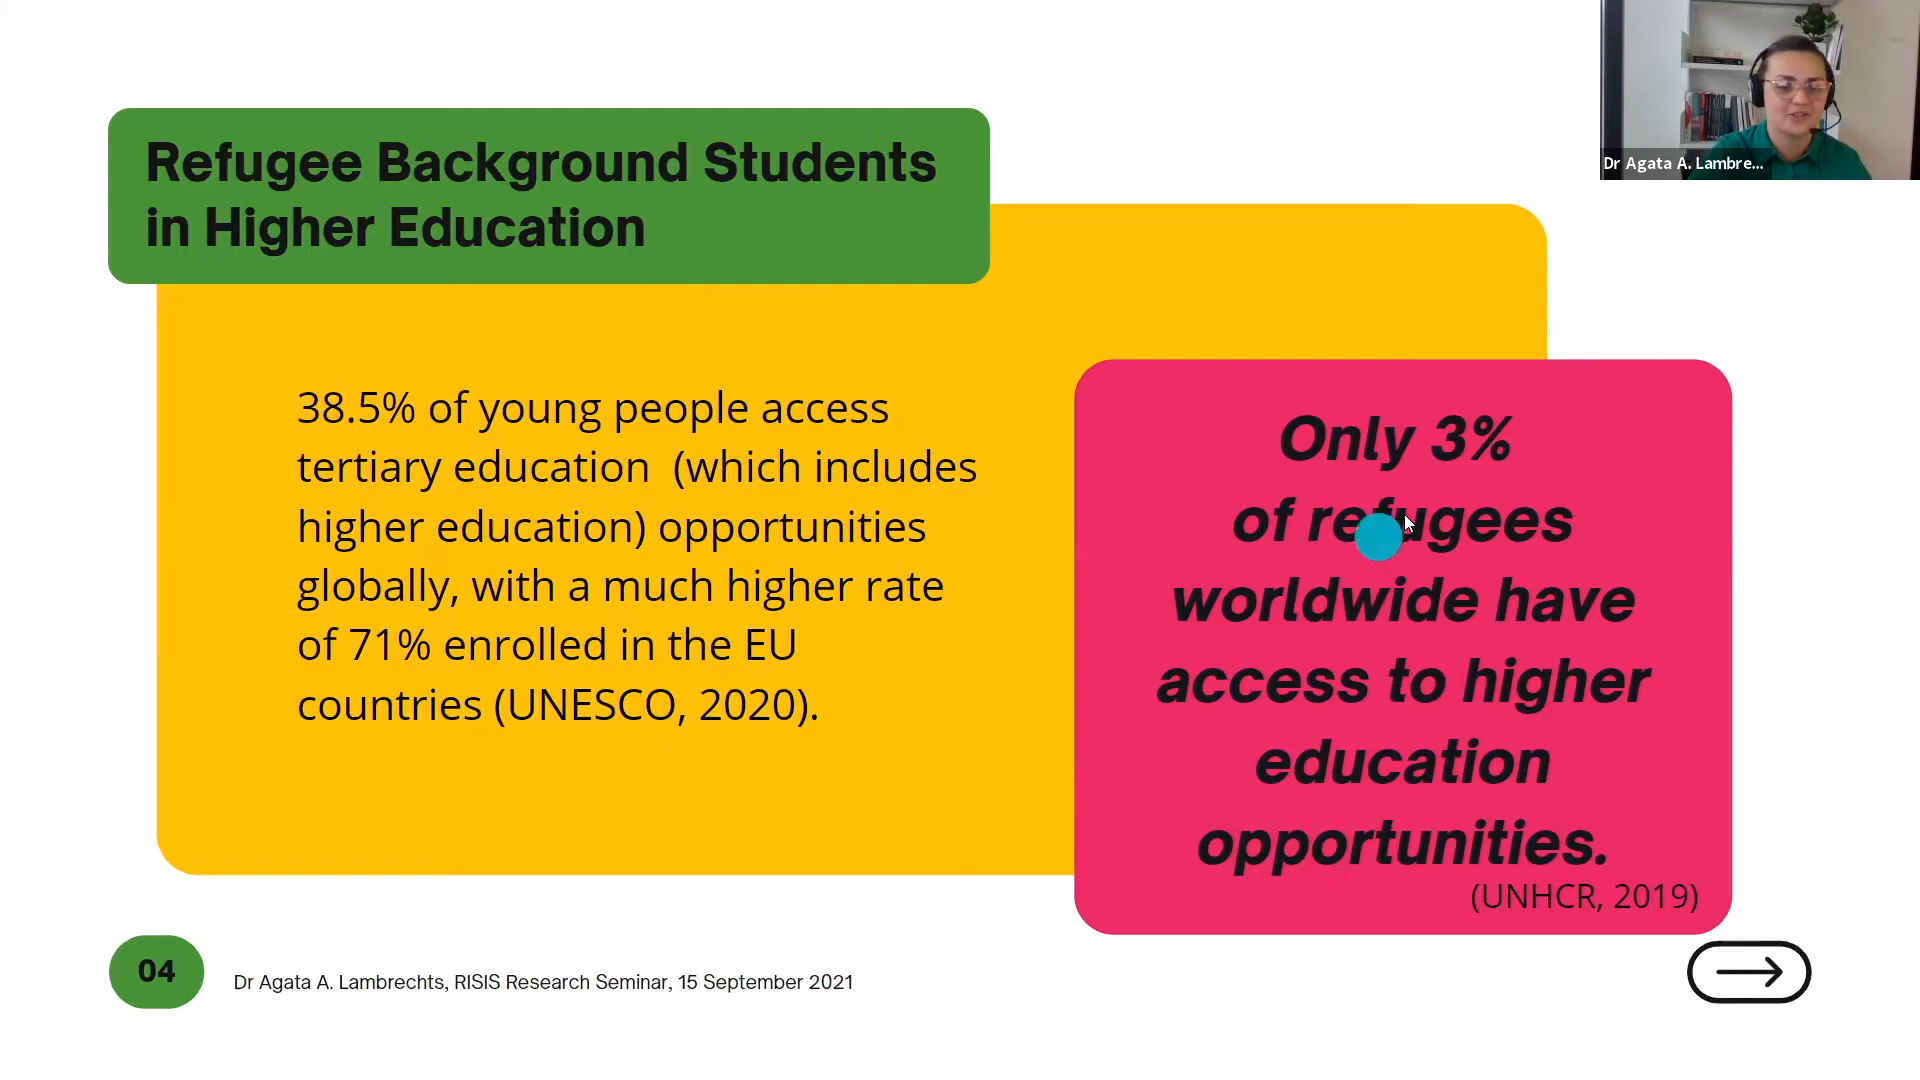 Dr Agata A. Lambre...
Refugee Background Students
in Higher Education
38.5% of young people access
tertiary education (which includes
higher education) opportunities
globally, with a much higher rate
of 71% enrolled in the EU
countries (UNESCO, 2020).
Only 3%
of refugees
worldwide have
access to higher
education
opportunities.
(UNHCR, 2019)
04
Dr Agata A. Lambrechts, RISIS Research Seminar, 15 September 2021